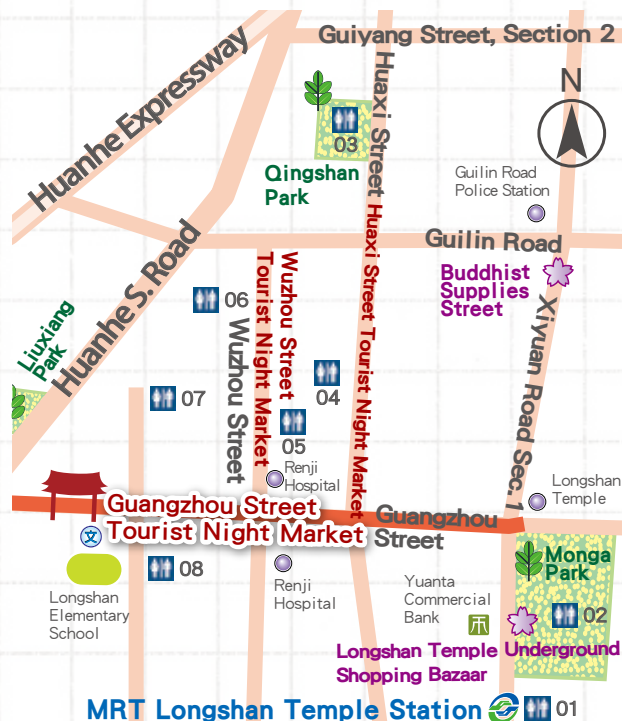 Guiyang Street, Section 2
Huanhe Expressway
Huaxi Street
N
03
Qingshan
Park
Guilin Road
Police Station
Huanhe S. Road
Guilin Road
Buddhist
Supplies
Street
Wuzhou Street
Tourist Night Market
Huaxi Street Tourist Night Market
06
Wuzhou Street
Xiyuan Road Sec. 1
Liuxiang
Park
04
07
05
Renji
Hospital
Longshan
Temple
Guangzhou Street
Tourist Night Market
Guangzhou
Street
文
08
Longshan
Elementary
School
Renji
Hospital
Yuanta
Commercial
Bank
Monga
Park
02
Longshan Temple Underground
Shopping Bazaar
MRT Longshan Temple Station
01